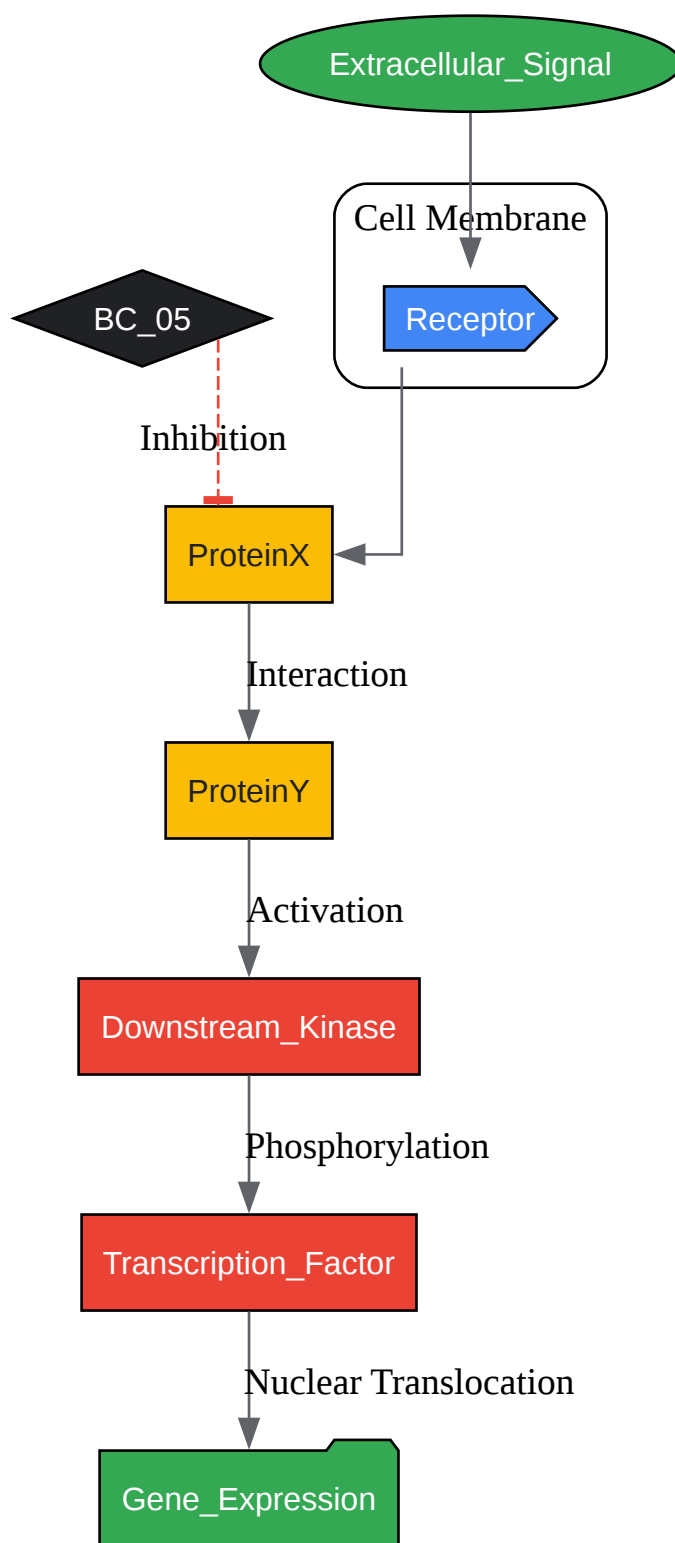 Extracellular_Signal
Cell Membrane
BC_05
Receptor
Inhibition
ProteinX
Interaction
ProteinY
Activation
Downstream_Kinase
Phosphorylation
Transcription_Factor
Nuclear Translocation
Gene_Expression